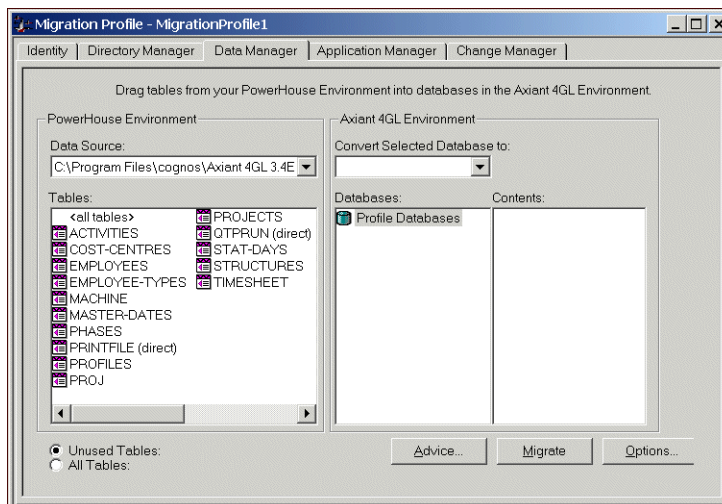 Migration Profile - MigrationProfile1
Identity Directory Manager Data Manager Application Manager Change Manager
Drag tables from your PowerHouse Environment into databases in the Axiant 4GL Environment.
PowerHouse Environment
Data Source:
C:\Program Files\cognos\Axiant 4GL 3.4E
Tables:
<all tables>
ACTIVITIES
COST-CENTRES
EMPLOYEES
EMPLOYEE-TYPES
MACHINE
MASTER-DATES
PHASES
PRINTFILE (direct)
PROFILES
PROJ
PROJECTS
QTPRUN (direct)
STAT-DAYS
STRUCTURES
TIMESHEET
Unused Tables:
All Tables:
Axiant 4GL Environment
Convert Selected Database to:
Databases:
Profile Databases
Contents:
Advice... Migrate Options...